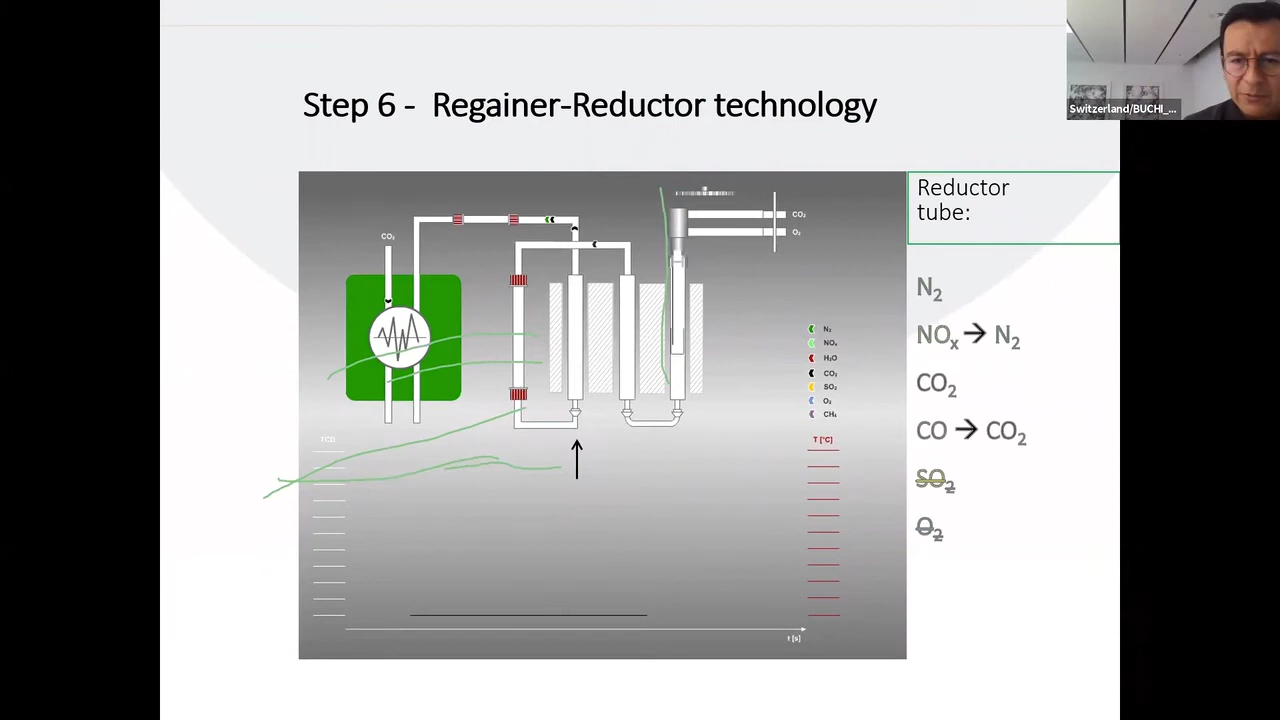 Step 6 - Regainer-Reductor technology
Switzerland/BUCHI_...
Reductor
tube:
CO₂
CO₂
O₂
N₂
NOₓ → N₂
CO₂
CO → CO₂
SO₂
O₂
N₂
NOₓ
H₂O
CO₂
SO₂
O₂
CH₄
TCD
T [°C]
t [s]